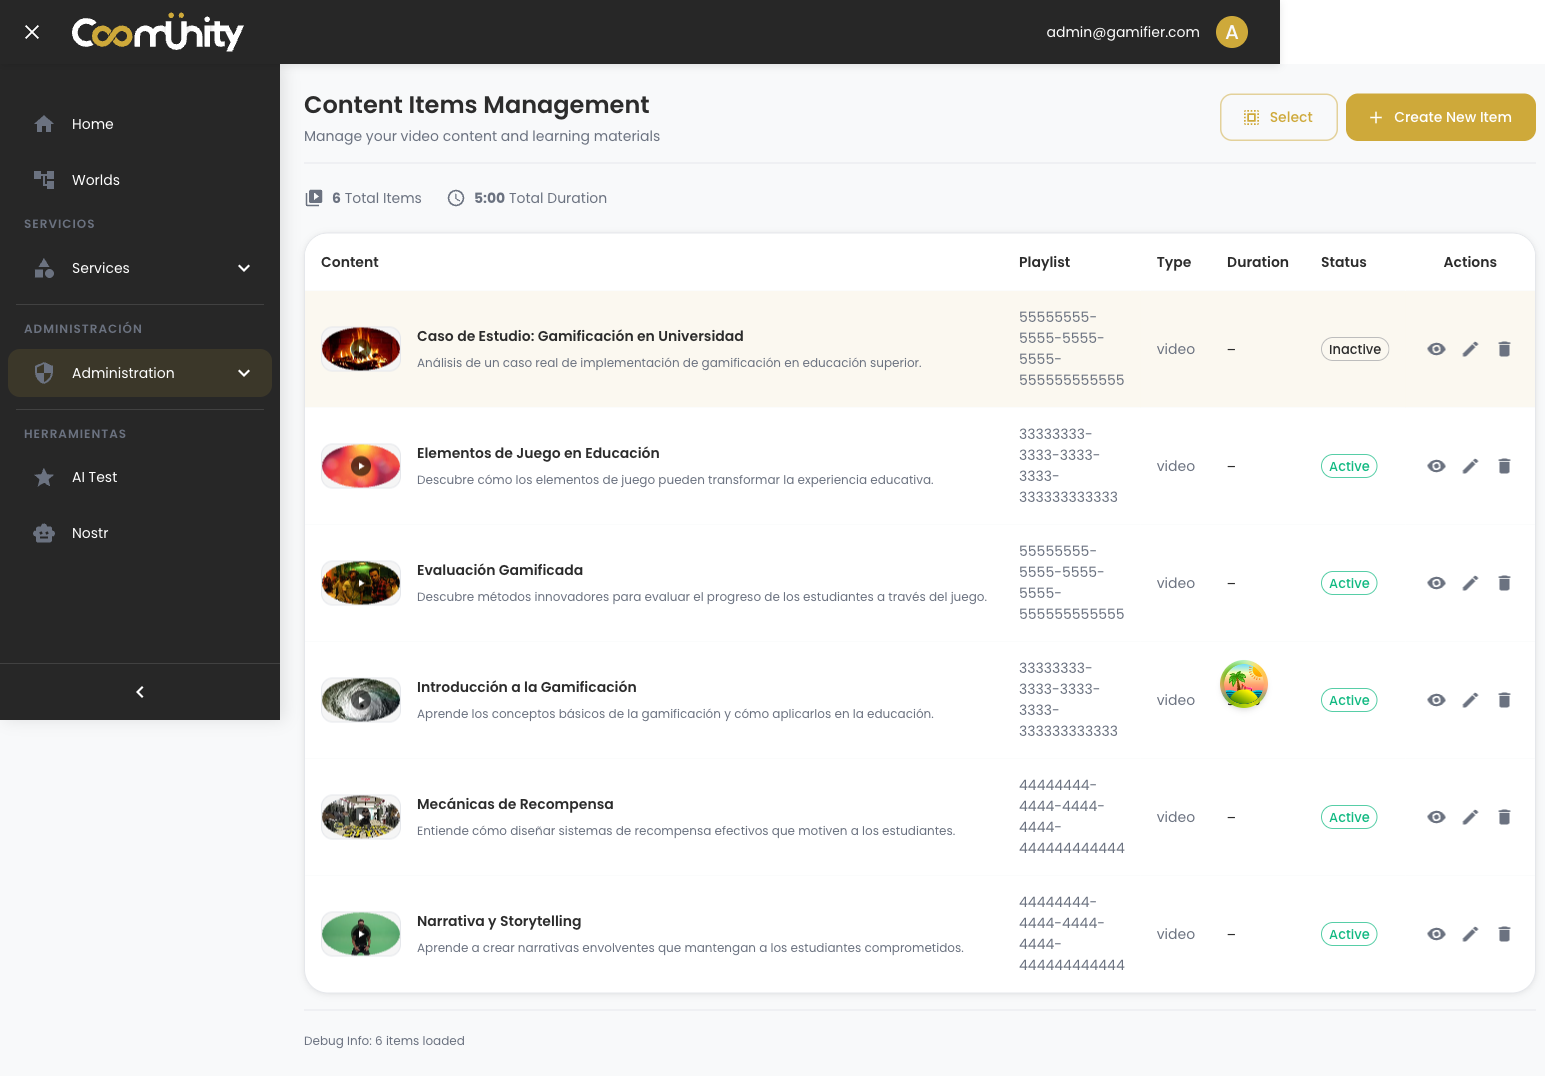 Coomünity
admin@gamifier.com
A
Home
Worlds
SERVICIOS
Services
ADMINISTRACIÓN
Administration
HERRAMIENTAS
AI Test
Nostr
Content Items Management
Manage your video content and learning materials
Select
Create New Item
6 Total Items
5:00 Total Duration
Content Playlist Type Duration Status Actions
Caso de Estudio: Gamificación en Universidad
Análisis de un caso real de implementación de gamificación en educación superior.
55555555-
5555-5555-
5555-
555555555555
video
–
Inactive
Elementos de Juego en Educación
Descubre cómo los elementos de juego pueden transformar la experiencia educativa.
33333333-
3333-3333-
3333-
333333333333
video
–
Active
Evaluación Gamificada
Descubre métodos innovadores para evaluar el progreso de los estudiantes a través del juego.
55555555-
5555-5555-
5555-
555555555555
video
–
Active
Introducción a la Gamificación
Aprende los conceptos básicos de la gamificación y cómo aplicarlos en la educación.
33333333-
3333-3333-
3333-
333333333333
video
Active
Mecánicas de Recompensa
Entiende cómo diseñar sistemas de recompensa efectivos que motiven a los estudiantes.
44444444-
4444-4444-
4444-
444444444444
video
–
Active
Narrativa y Storytelling
Aprende a crear narrativas envolventes que mantengan a los estudiantes comprometidos.
44444444-
4444-4444-
4444-
444444444444
video
–
Active
Debug Info: 6 items loaded